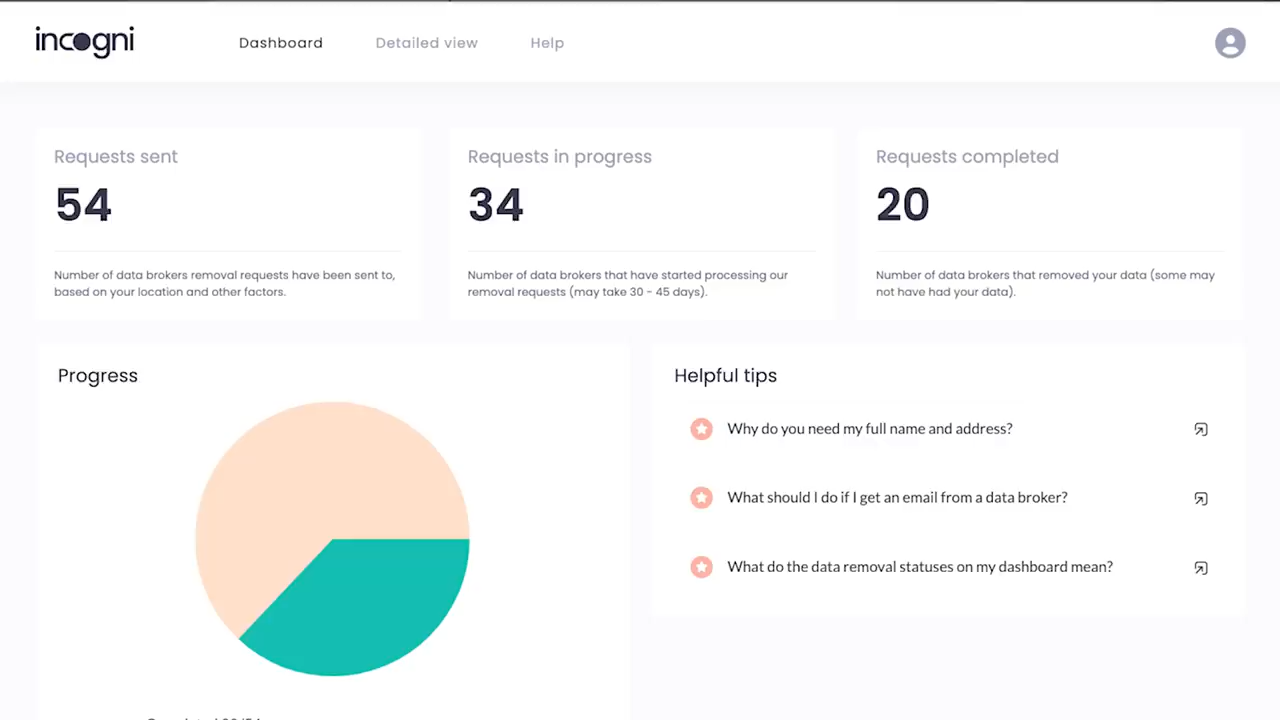 incogni
Dashboard
Detailed view
Help
Requests sent
54
Number of data brokers removal requests have been sent to,
based on your location and other factors.
Requests in progress
34
Number of data brokers that have started processing our
removal requests (may take 30 - 45 days).
Requests completed
20
Number of data brokers that removed your data (some may
not have had your data).
Progress
Helpful tips
Why do you need my full name and address?
What should I do if I get an email from a data broker?
What do the data removal statuses on my dashboard mean?